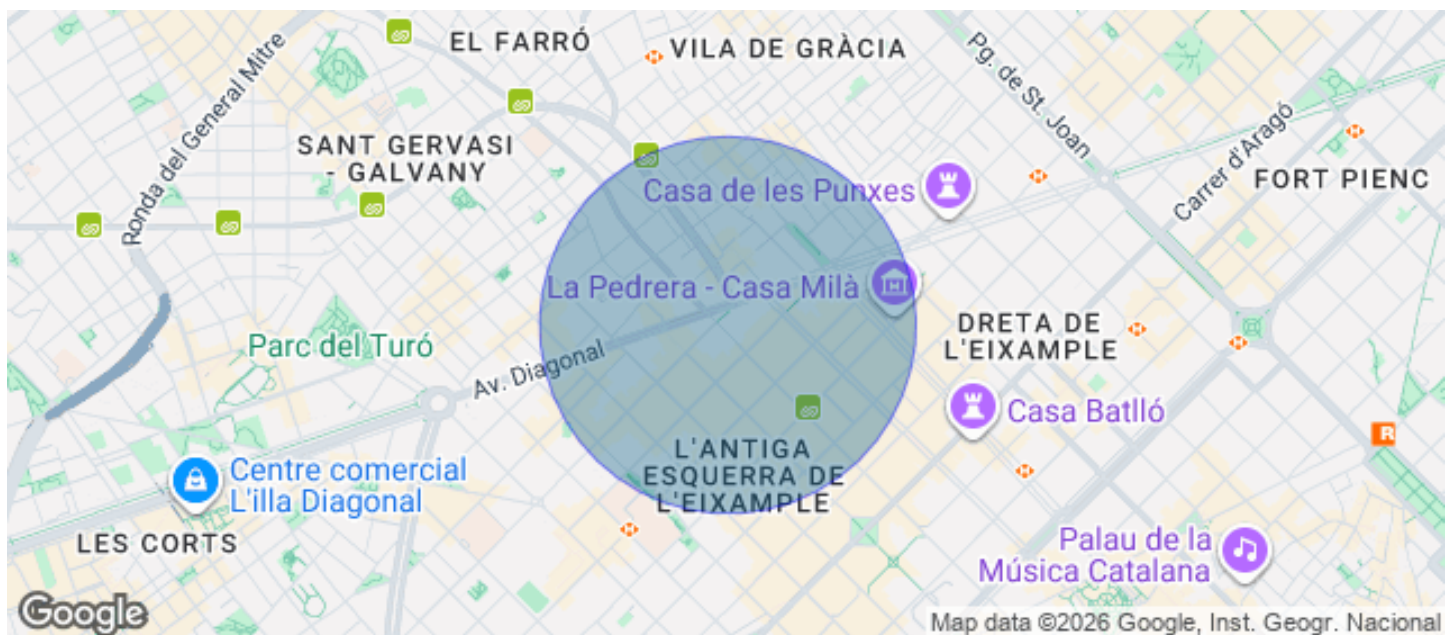 EL FARRÓ
VILA DE GRÀCIA
Pg. de St. Joan
Ronda del General Mitre
SANT GERVASI
- GALVANY
Casa de les Punxes
Carrer d'Aragó
FORT PIENC
La Pedrera - Casa Milà
DRETA DE
L'EIXAMPLE
Parc del Turó
Av. Diagonal
Casa Batlló
L'ANTIGA
ESQUERRA DE
L'EIXAMPLE
Centre comercial
L'illa Diagonal
R
LES CORTS
Palau de la
Música Catalana
Google
Map data ©2026 Google, Inst. Geogr. Nacional